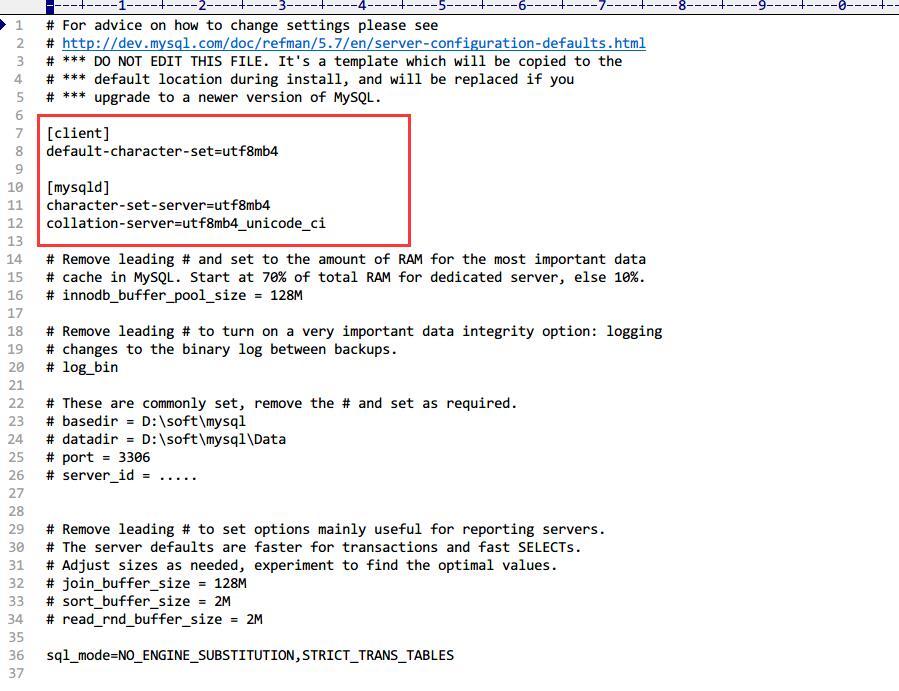 1 2 3 4 5 6 7 8 9 0
1 # For advice on how to change settings please see
2 # http://dev.mysql.com/doc/refman/5.7/en/server-configuration-defaults.html
3 # *** DO NOT EDIT THIS FILE. It's a template which will be copied to the
4 # *** default location during install, and will be replaced if you
5 # *** upgrade to a newer version of MySQL.
6
7 [client]
8 default-character-set=utf8mb4
9
10 [mysqld]
11 character-set-server=utf8mb4
12 collation-server=utf8mb4_unicode_ci
13
14 # Remove leading # and set to the amount of RAM for the most important data
15 # cache in MySQL. Start at 70% of total RAM for dedicated server, else 10%.
16 # innodb_buffer_pool_size = 128M
17
18 # Remove leading # to turn on a very important data integrity option: logging
19 # changes to the binary log between backups.
20 # log_bin
21
22 # These are commonly set, remove the # and set as required.
23 # basedir = D:\soft\mysql
24 # datadir = D:\soft\mysql\Data
25 # port = 3306
26 # server_id = .....
27
28
29 # Remove leading # to set options mainly useful for reporting servers.
30 # The server defaults are faster for transactions and fast SELECTs.
31 # Adjust sizes as needed, experiment to find the optimal values.
32 # join_buffer_size = 128M
33 # sort_buffer_size = 2M
34 # read_rnd_buffer_size = 2M
35
36 sql_mode=NO_ENGINE_SUBSTITUTION,STRICT_TRANS_TABLES
37